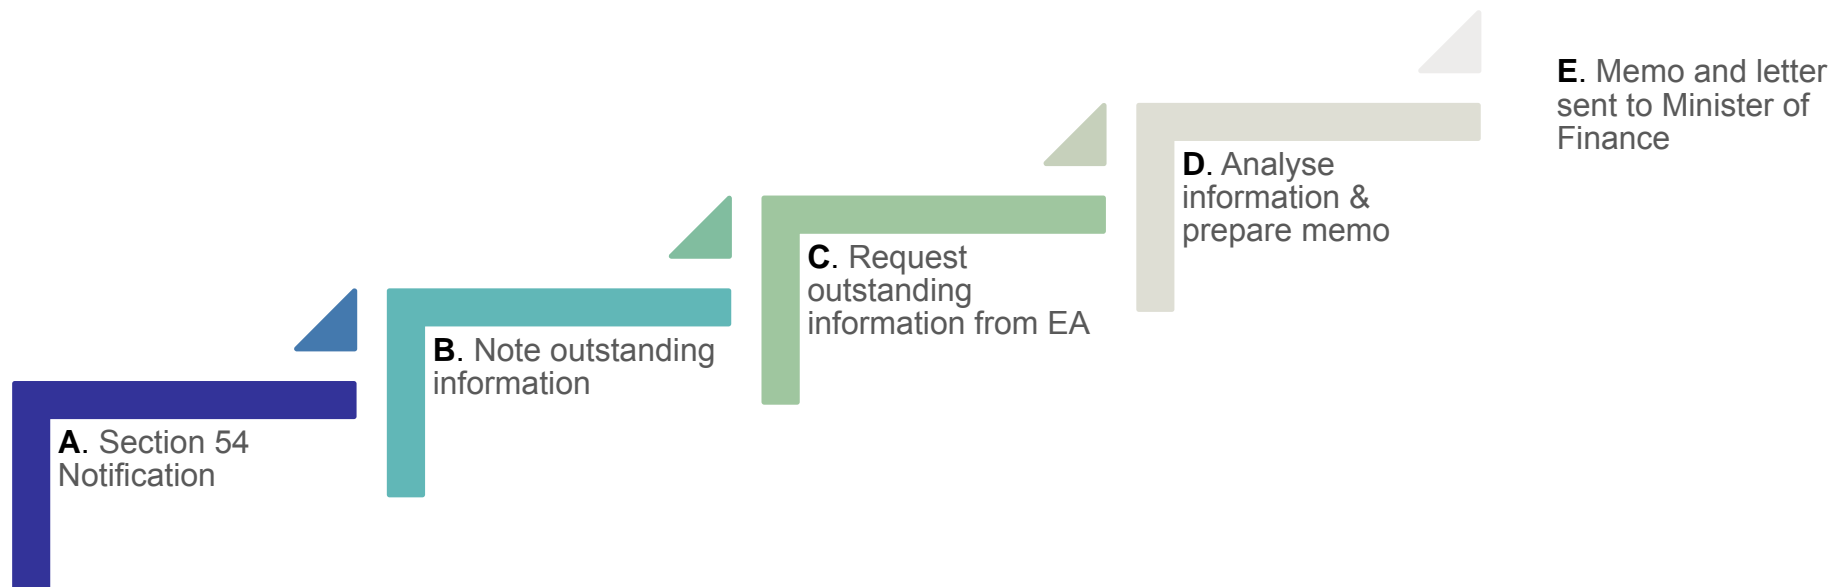 A. Section 54
Notification
B. Note outstanding
information
C. Request
outstanding
information from EA
D. Analyse
information &
prepare memo
E. Memo and letter
sent to Minister of
Finance